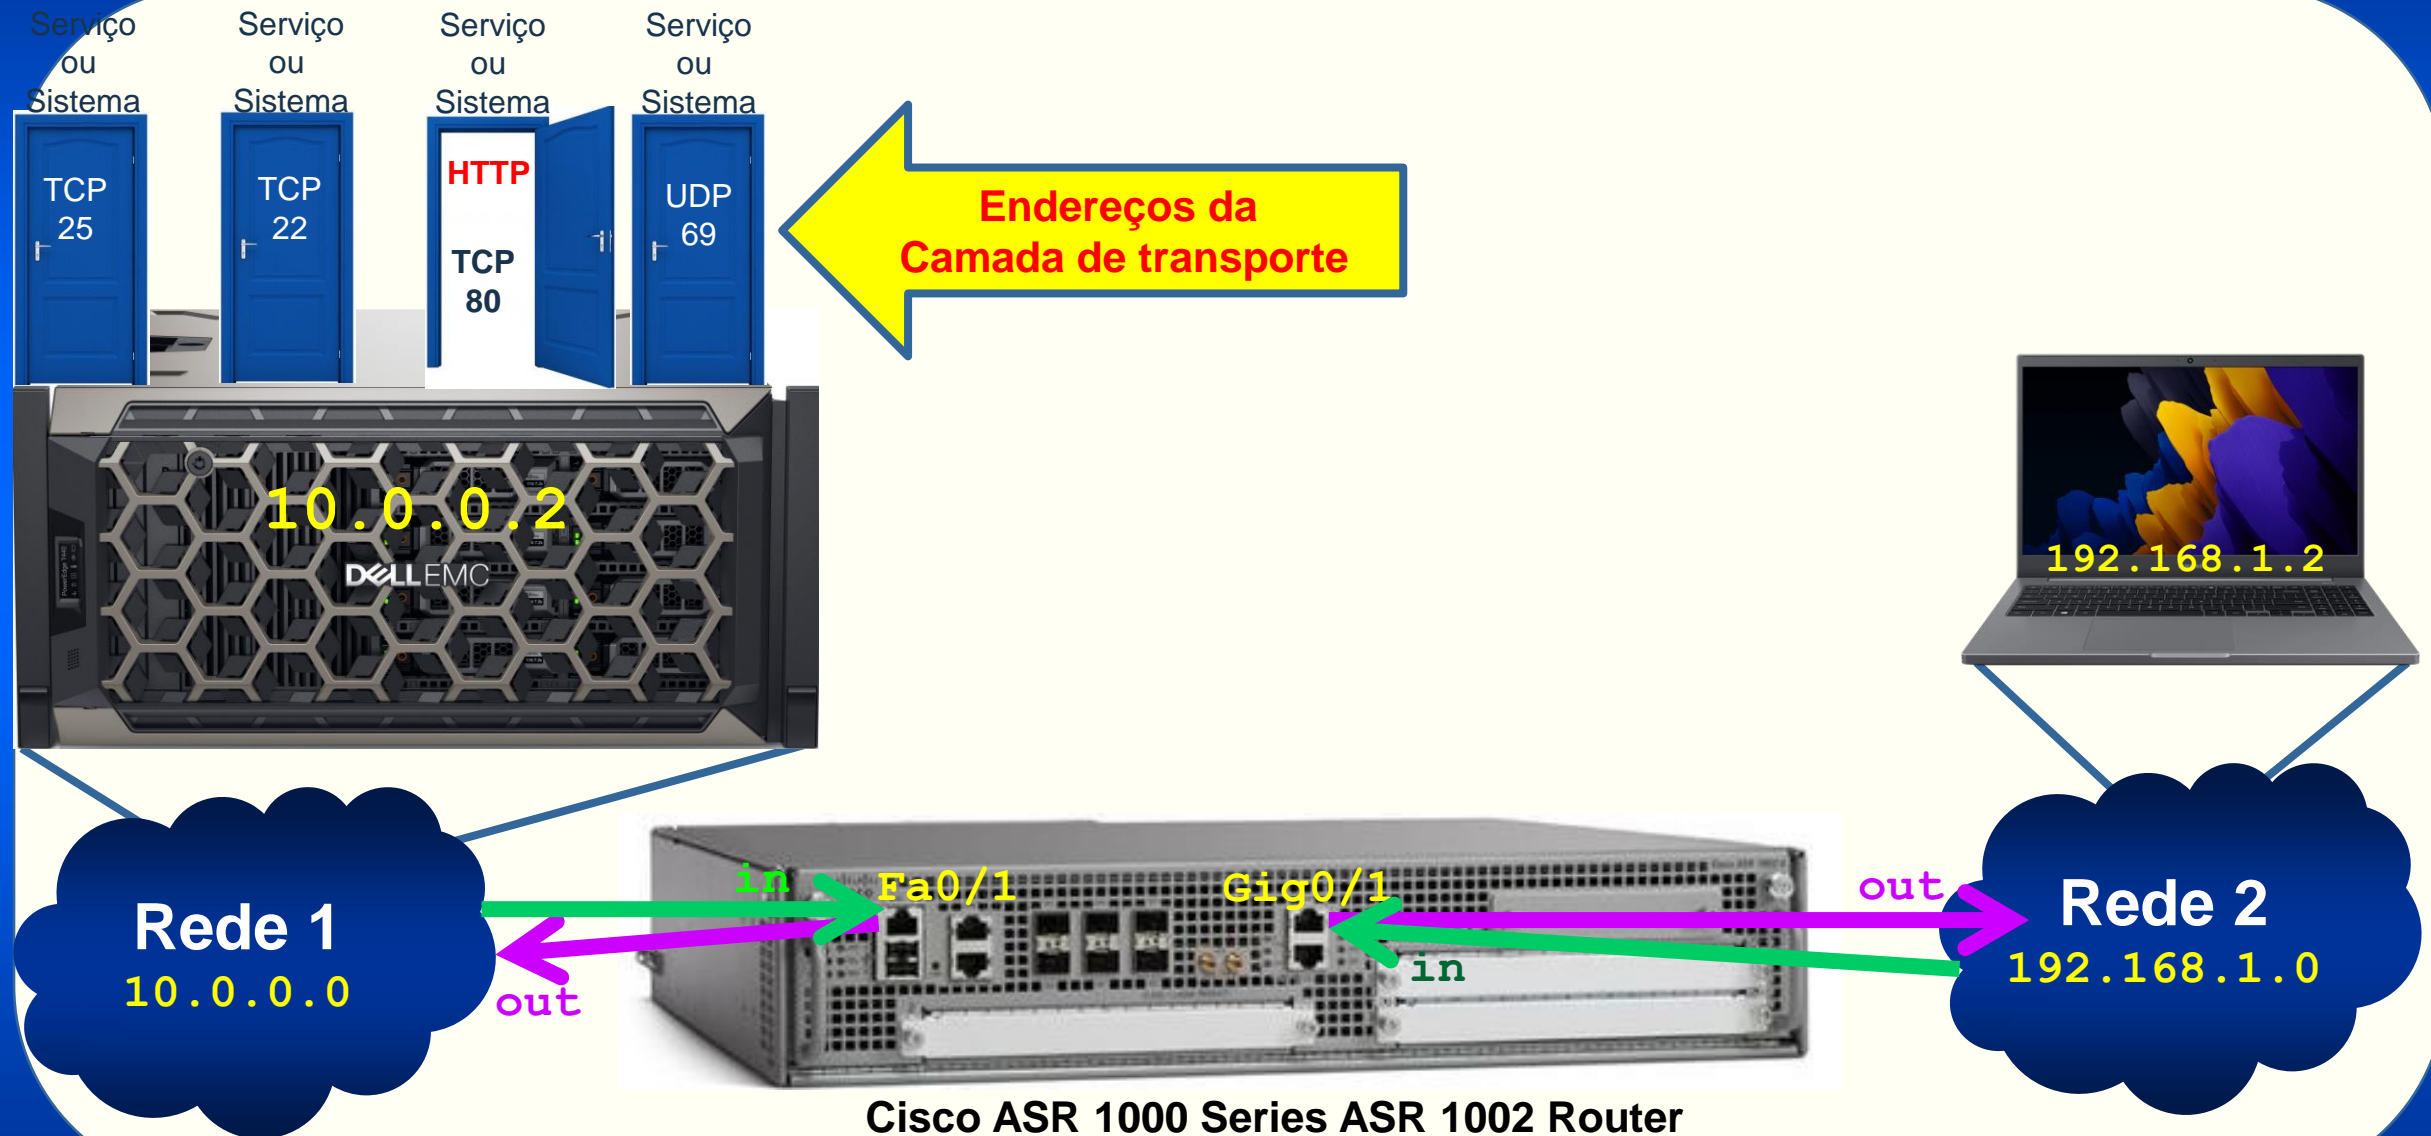 Serviço
ou
Sistema
Serviço
ou
Sistema
Serviço
ou
Sistema
Serviço
ou
Sistema
TCP
25
TCP
22
HTTP
TCP
80
UDP
69
Endereços da
Camada de transporte
10.0.0.2
DELLEMC
192.168.1.2
in
Fa0/1
Gig0/1
out
Rede 1
10.0.0.0
out
in
Rede 2
192.168.1.0
Cisco ASR 1000 Series ASR 1002 Router